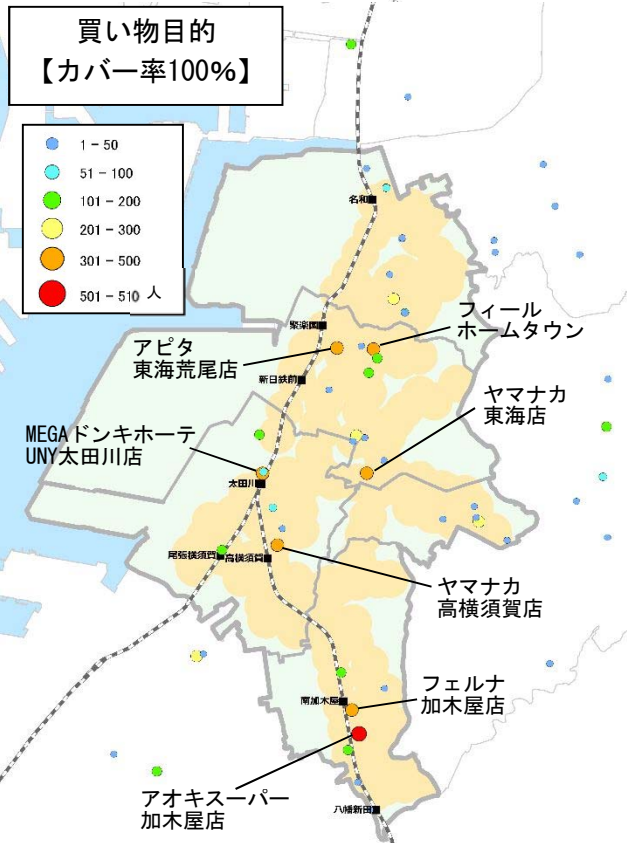 買い物目的
【カバー率100%】
1－50
51－100
101－200
201－300
301－500
501－510 人
名和
聚楽園
フィール
ホームタウン
アピタ
東海荒尾店
新日鉄前
ヤマナカ
東海店
MEGAドンキホーテ
UNY太田川店
太田川
尾張横須賀
高横須賀
ヤマナカ
高横須賀店
フェルナ
加木屋店
南加木屋
アオキスーパー
加木屋店
八幡新田